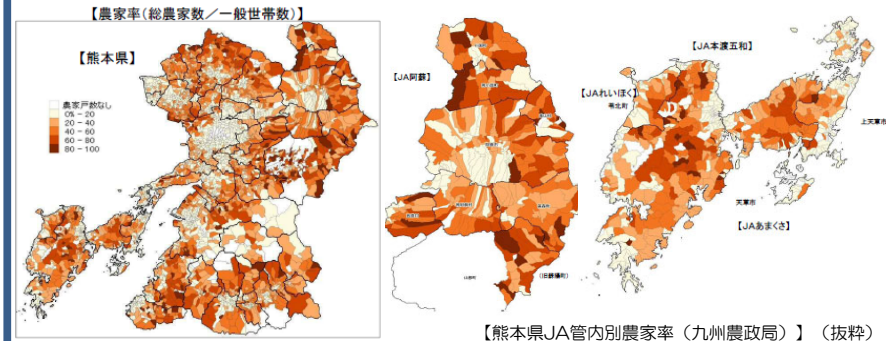 【農家率(総農家数／一般世帯数)】
【熊本県】
農家戸数なし
0% - 20
20 - 40
40 - 60
60 - 80
80 - 100
【JA阿蘇】
(旧蘇陽町)
【JA本渡五和】
【JAれいほく】
苓北町
上天草市
天草市
【JAあまくさ】
【熊本県JA管内別農家率（九州農政局）】（抜粋）